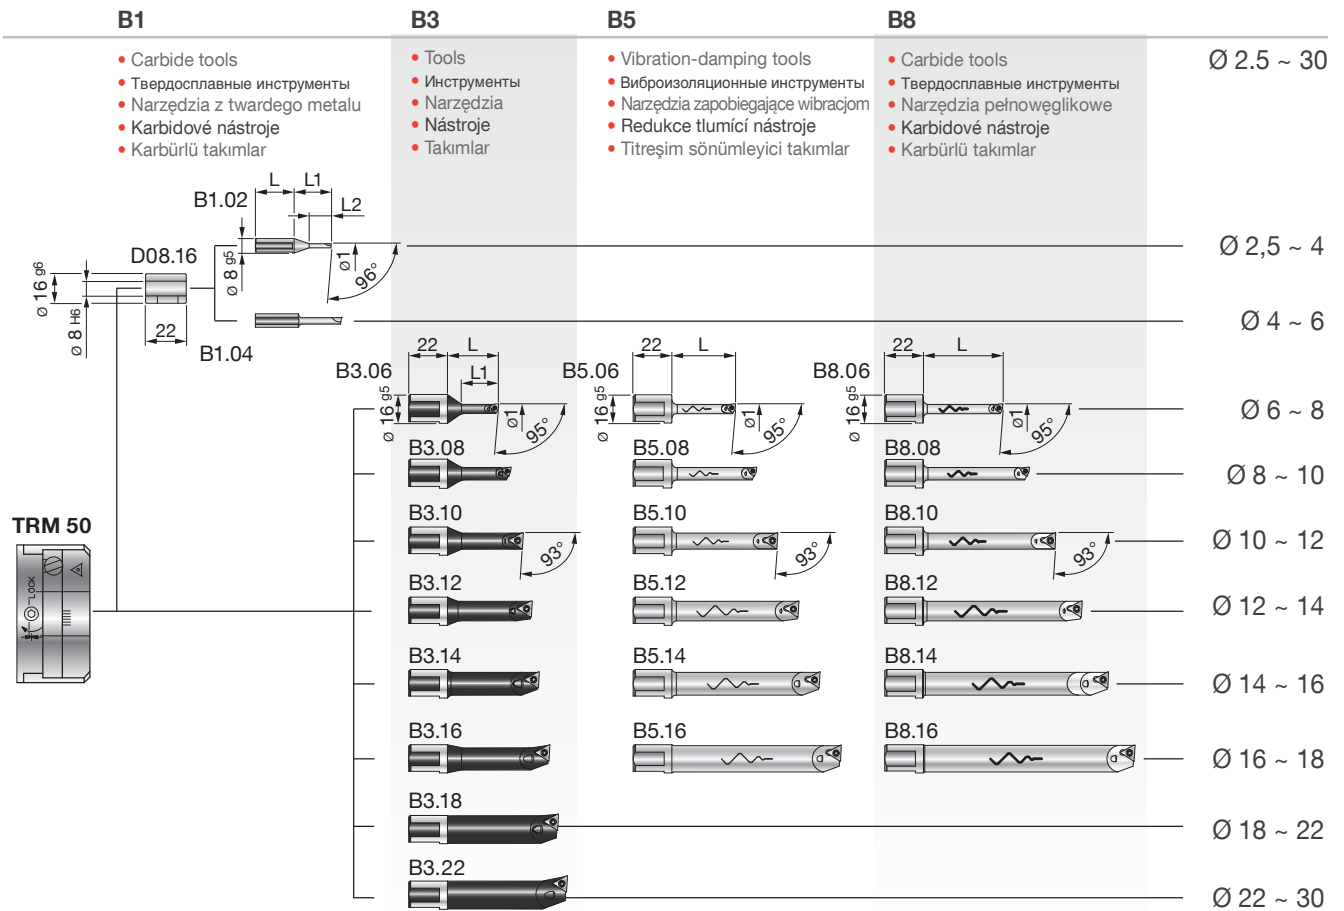 B1
B3
B5
B8
• Carbide tools
• Твердосплавные инструменты
• Narzędzia z twardego metalu
• Karbidové nástroje
• Karbürlü takımlar
• Tools
• Инструменты
• Narzędzia
• Nástroje
• Takımlar
• Vibration-damping tools
• Виброизоляционные инструменты
• Narzędzia zapobiegające wibracjom
• Redukce tlumící nástroje
• Titreşim sönümleyici takımlar
• Carbide tools
• Твердосплавные инструменты
• Narzędzia pełnowęglikowe
• Karbidové nástroje
• Karbürlü takımlar
Ø 2.5 ~ 30
B1.02
L
L1
L2
Ø 8 g5
Ø1
96°
Ø 2,5 ~ 4
D08.16
Ø 16 g6
Ø 8 H6
22
B1.04
Ø 4 ~ 6
B3.06
22
L
L1
Ø 16 g5
Ø1
95°
B5.06
22
L
Ø 16 g5
Ø1
95°
B8.06
22
L
Ø 16 g5
Ø1
95°
Ø 6 ~ 8
B3.08
B5.08
B8.08
Ø 8 ~ 10
TRM 50
LOCK
B3.10
93°
B5.10
93°
B8.10
93°
Ø 10 ~ 12
B3.12
B5.12
B8.12
Ø 12 ~ 14
B3.14
B5.14
B8.14
Ø 14 ~ 16
B3.16
B5.16
B8.16
Ø 16 ~ 18
B3.18
Ø 18 ~ 22
B3.22
Ø 22 ~ 30